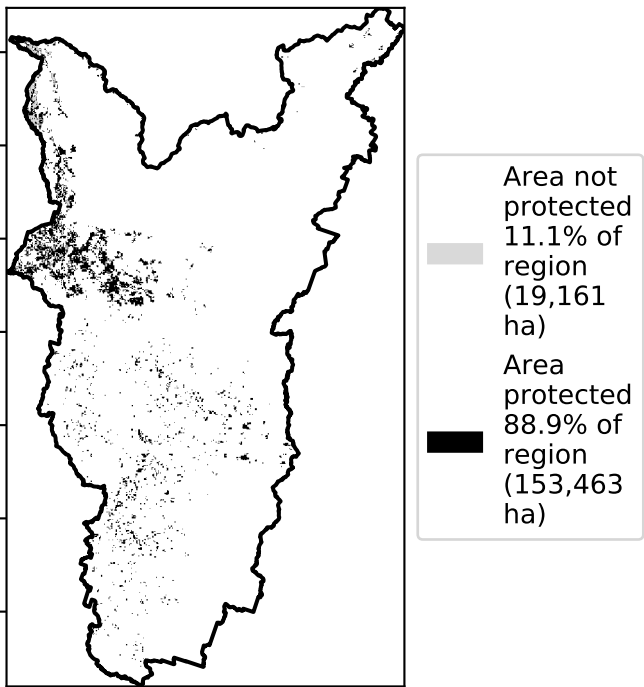 Area not
protected
11.1% of
region
(19,161
ha)
Area
protected
88.9% of
region
(153,463
ha)